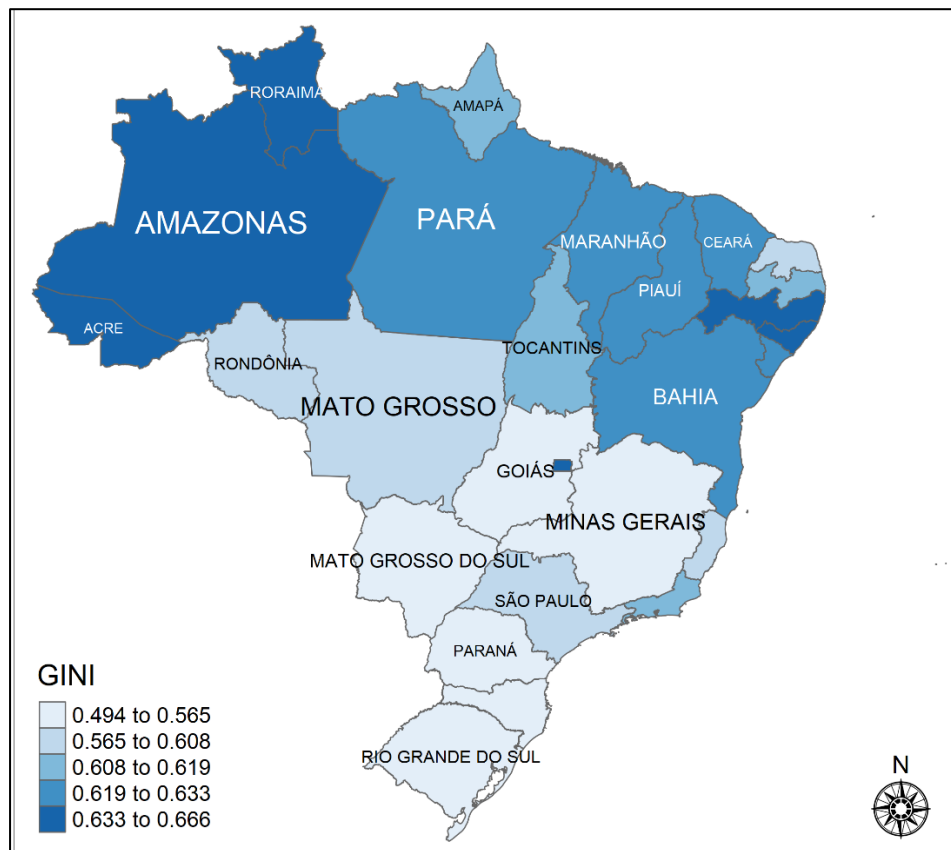 RORAIMA
AMAPÁ
AMAZONAS
PARÁ
MARANHÃO
CEARÁ
PIAUÍ
ACRE
RONDÔNIA
TOCANTINS
MATO GROSSO
BAHIA
GOIÁS
MINAS GERAIS
MATO GROSSO DO SUL
SÃO PAULO
PARANÁ
RIO GRANDE DO SUL
GINI
0.494 to 0.565
0.565 to 0.608
0.608 to 0.619
0.619 to 0.633
0.633 to 0.666
N